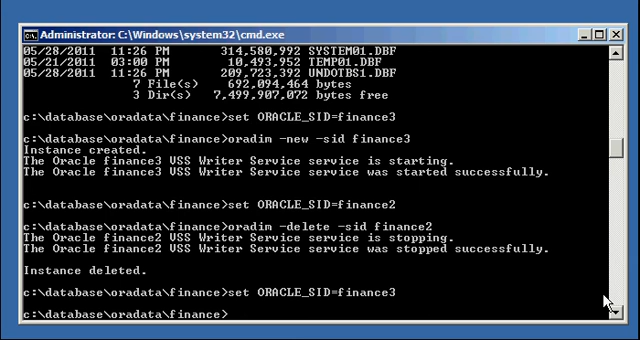 Administrator: C:\Windows\system32\cmd.exe
05/28/2011 11:26 PM 314,580,992 SYSTEM01.DBF
05/21/2011 03:00 PM 10,493,952 TEMP01.DBF
05/28/2011 11:26 PM 209,723,392 UNDOTBS1.DBF
7 File(s) 692,094,464 bytes
3 Dir(s) 7,499,907,072 bytes free
c:\database\oradata\finance>set ORACLE_SID=finance3
c:\database\oradata\finance>oradim -new -sid finance3
Instance created.
The Oracle finance3 VSS Writer Service service is starting.
The Oracle finance3 VSS Writer Service service was started successfully.
c:\database\oradata\finance>set ORACLE_SID=finance2
c:\database\oradata\finance>oradim -delete -sid finance2
The Oracle finance2 VSS Writer Service service is stopping.
The Oracle finance2 VSS Writer Service service was stopped successfully.
Instance deleted.
c:\database\oradata\finance>set ORACLE_SID=finance3
c:\database\oradata\finance>